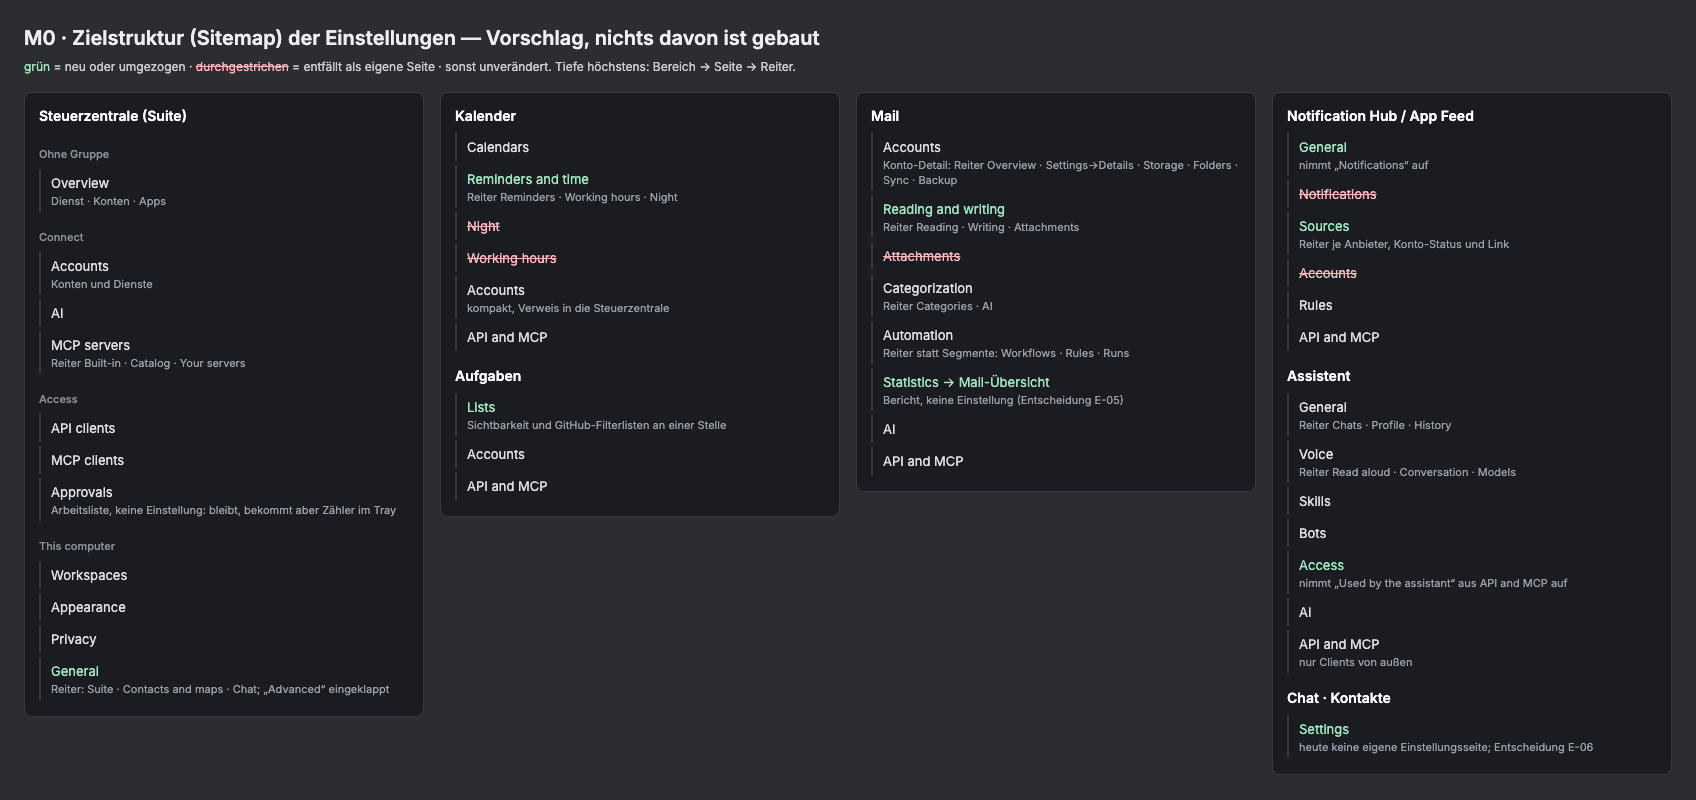 M0 · Zielstruktur (Sitemap) der Einstellungen — Vorschlag, nichts davon ist gebaut
grün = neu oder umgezogen · durchgestrichen = entfällt als eigene Seite · sonst unverändert. Tiefe höchstens: Bereich → Seite → Reiter.
Steuerzentrale (Suite)
Ohne Gruppe
Overview
Dienst · Konten · Apps
Connect
Accounts
Konten und Dienste
AI
MCP servers
Reiter Built-in · Catalog · Your servers
Access
API clients
MCP clients
Approvals
Arbeitsliste, keine Einstellung: bleibt, bekommt aber Zähler im Tray
This computer
Workspaces
Appearance
Privacy
General
Reiter: Suite · Contacts and maps · Chat; „Advanced“ eingeklappt
Kalender
Calendars
Reminders and time
Reiter Reminders · Working hours · Night
Night
Working hours
Accounts
kompakt, Verweis in die Steuerzentrale
API and MCP
Aufgaben
Lists
Sichtbarkeit und GitHub-Filterlisten an einer Stelle
Accounts
API and MCP
Mail
Accounts
Konto-Detail: Reiter Overview · Settings→Details · Storage · Folders ·
Sync · Backup
Reading and writing
Reiter Reading · Writing · Attachments
Attachments
Categorization
Reiter Categories · AI
Automation
Reiter statt Segmente: Workflows · Rules · Runs
Statistics → Mail-Übersicht
Bericht, keine Einstellung (Entscheidung E-05)
AI
API and MCP
Notification Hub / App Feed
General
nimmt „Notifications“ auf
Notifications
Sources
Reiter je Anbieter, Konto-Status und Link
Accounts
Rules
API and MCP
Assistent
General
Reiter Chats · Profile · History
Voice
Reiter Read aloud · Conversation · Models
Skills
Bots
Access
nimmt „Used by the assistant“ aus API and MCP auf
AI
API and MCP
nur Clients von außen
Chat · Kontakte
Settings
heute keine eigene Einstellungsseite; Entscheidung E-06